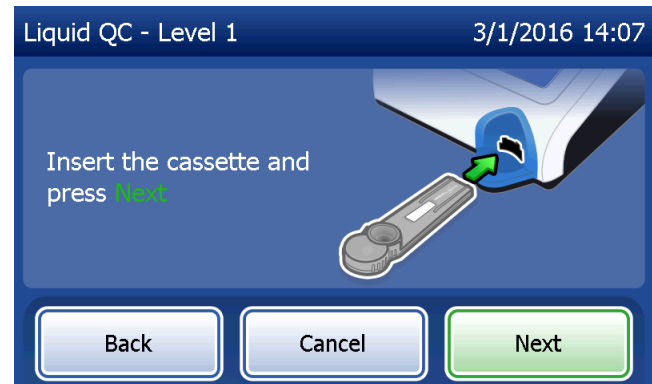 Liquid QC - Level 1
3/1/2016 14:07
Insert the cassette and
press Next
Back
Cancel
Next